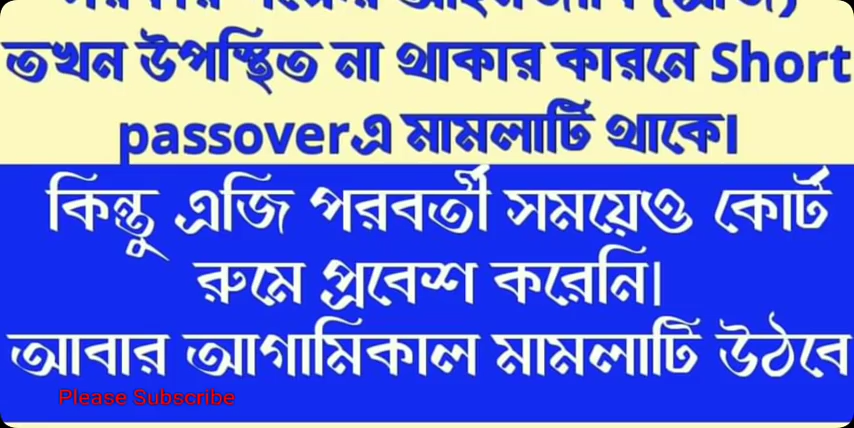 তখন উপস্থিত না থাকার কারনে Short
passoverএ মামলাটি থাকে।
কিন্তু এজি পরবর্তী সময়েও কোর্ট
রুমে প্রবেশ করেনি।
আবার আগামিকাল মামলাটি উঠবে
Please Subscribe